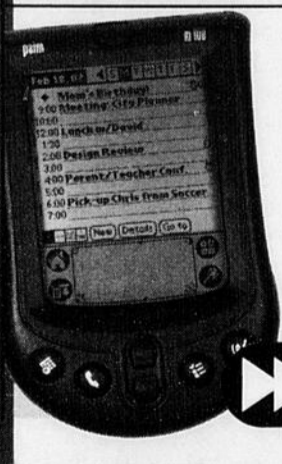 palm m100
Feb 18, 02 S M T W T F S
Mom's Birthday!
9:00 Meeting: City Planner
10:00
12:00 Lunch w/David
1:30
2:00 Design Review
3:00
4:00 Parent/Teacher Conf.
5:00
6:00 Pick-up Chris from Soccer
7:00
New Details Go to